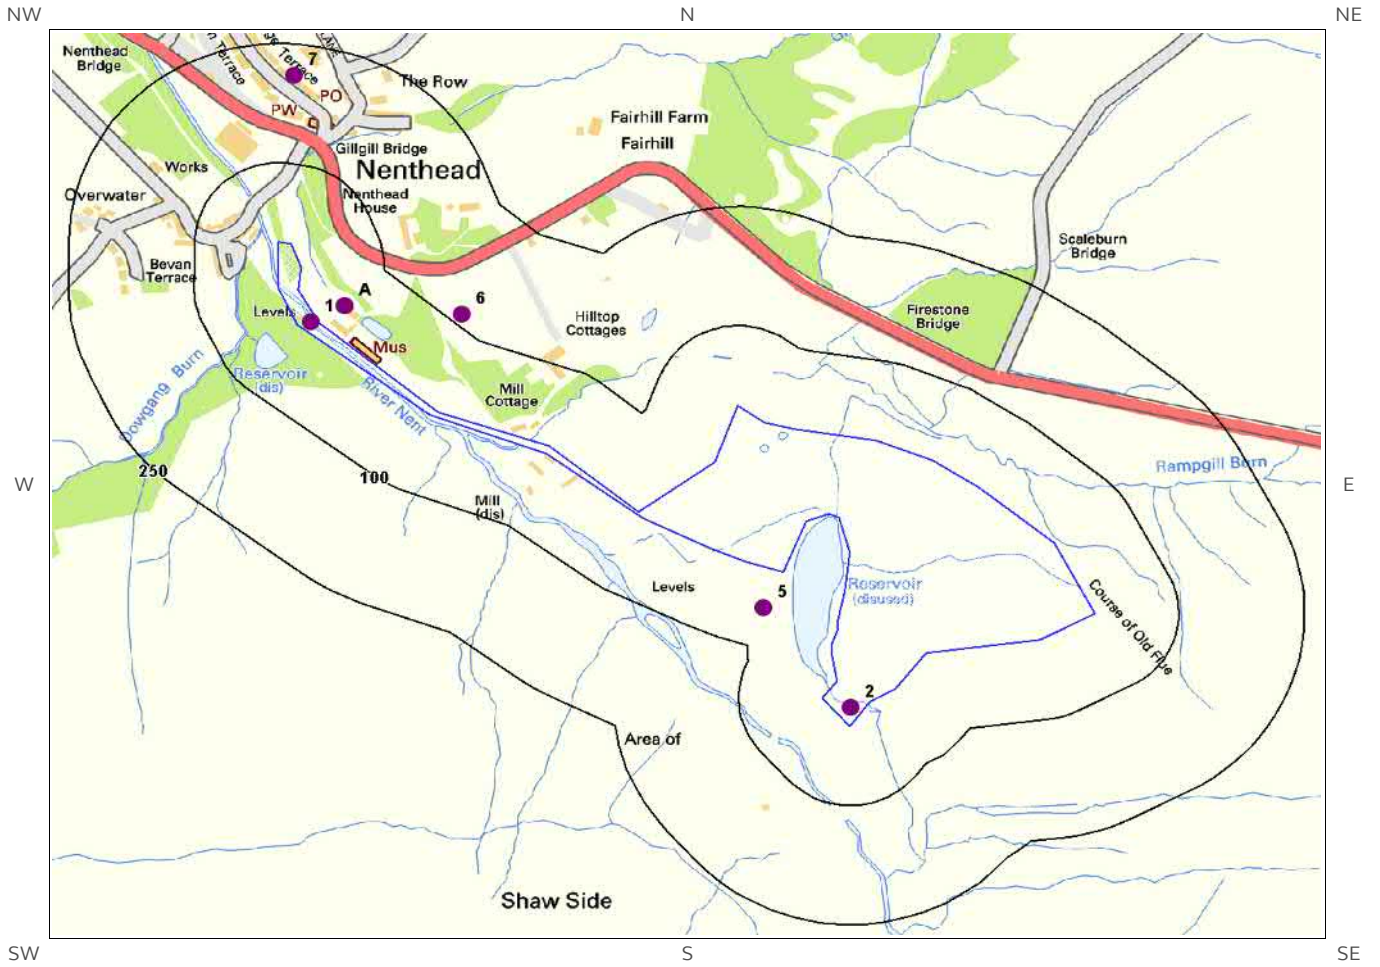 NW
N
NE
Nenthead
Bridge
Terrace
ge Terrace
LANE
7
PO
PW
The Row
Gillgill Bridge
Nenthead
Fairhill Farm
Fairhill
Works
Overwater
Nenthead
House
Scaleburn
Bridge
Bevan
Terrace
A
1
6
Levels
Mus
Hilltop
Cottages
Firestone
Bridge
Dowgang Burn
Reservoir
(dis)
River Nent
Mill
Cottage
W
250
100
Rampgill Burn
E
Mill
(dis)
Levels
5
Reservoir
(disused)
Course of Old Flue
2
Area of
Shaw Side
SW
S
SE